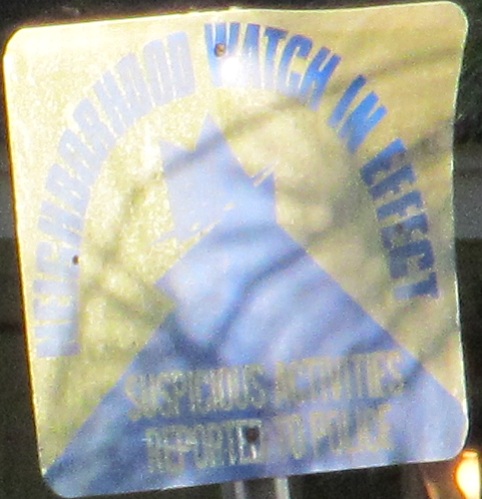 NEIGHBORHOOD WATCH IN EFFECT
SUSPICIOUS ACTIVITIES
REPORTED TO POLICE